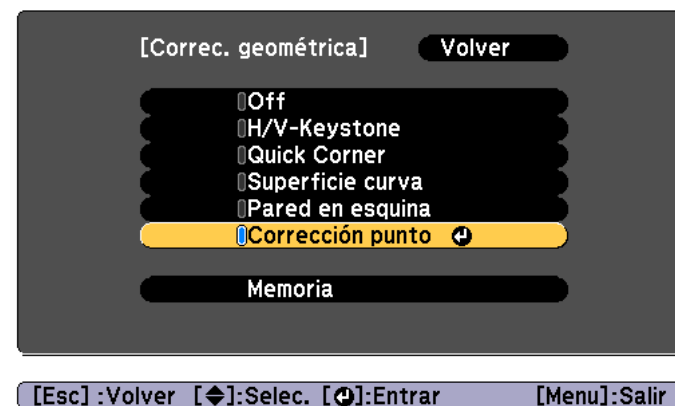 [Correc. geométrica] Volver
Off
H/V-Keystone
Quick Corner
Superficie curva
Pared en esquina
Corrección punto
Memoria
[Esc] :Volver [◆]:Selec. [↵]:Entrar [Menu]:Salir